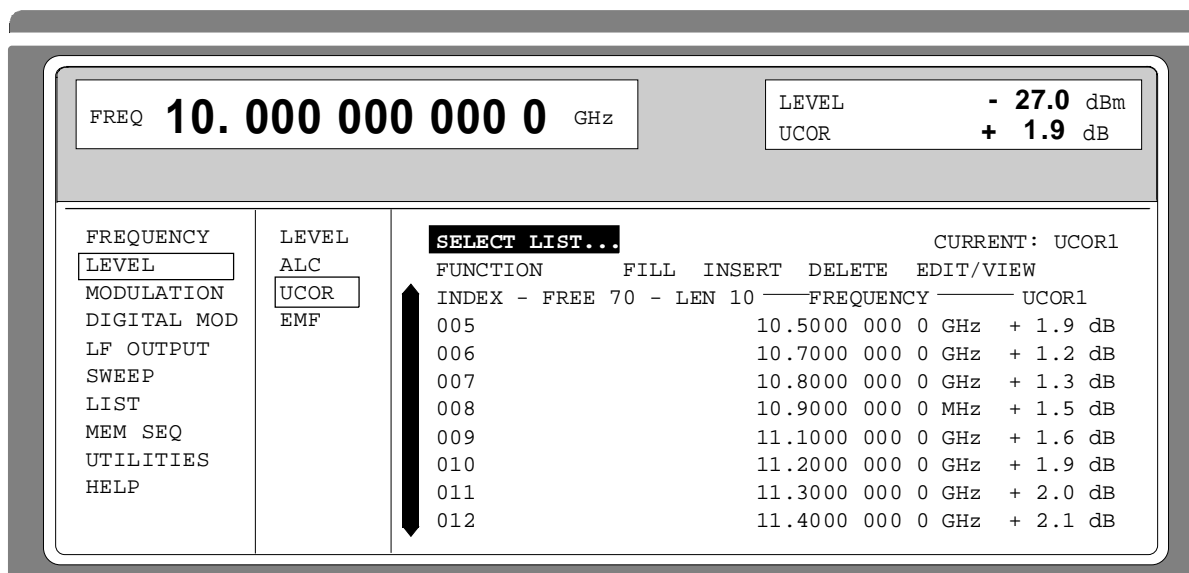 FREQ 10. 000 000 000 0 GHz
LEVEL - 27.0 dBm
UCOR + 1.9 dB
FREQUENCY
LEVEL
MODULATION
DIGITAL MOD
LF OUTPUT
SWEEP
LIST
MEM SEQ
UTILITIES
HELP
LEVEL
ALC
UCOR
EMF
SELECT LIST... CURRENT: UCOR1
FUNCTION FILL INSERT DELETE EDIT/VIEW
INDEX - FREE 70 - LEN 10 FREQUENCY UCOR1
005 10.5000 000 0 GHz + 1.9 dB
006 10.7000 000 0 GHz + 1.2 dB
007 10.8000 000 0 GHz + 1.3 dB
008 10.9000 000 0 MHz + 1.5 dB
009 11.1000 000 0 GHz + 1.6 dB
010 11.2000 000 0 GHz + 1.9 dB
011 11.3000 000 0 GHz + 2.0 dB
012 11.4000 000 0 GHz + 2.1 dB